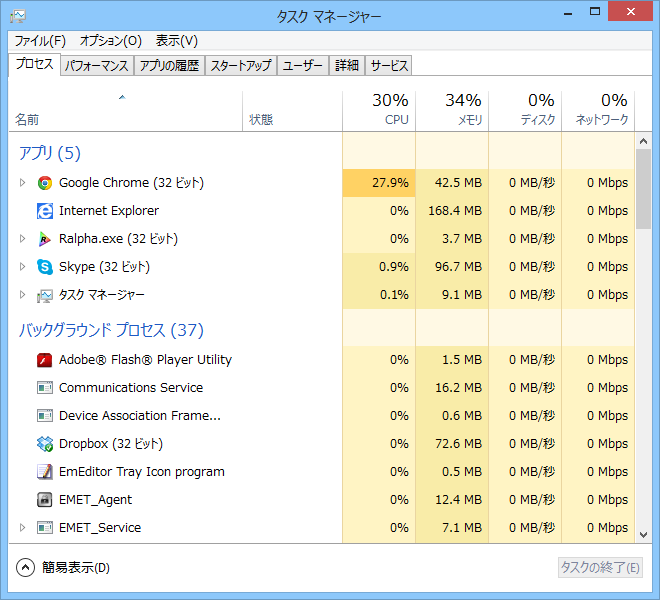 タスク マネージャー
ファイル(F) オプション(O) 表示(V)
プロセス パフォーマンス アプリの履歴 スタートアップ ユーザー 詳細 サービス
30% 34% 0% 0%
名前 状態 CPU メモリ ディスク ネットワーク
アプリ (5)
Google Chrome (32 ビット) 27.9% 42.5 MB 0 MB/秒 0 Mbps
Internet Explorer 0% 168.4 MB 0 MB/秒 0 Mbps
Ralpha.exe (32 ビット) 0% 3.7 MB 0 MB/秒 0 Mbps
Skype (32 ビット) 0.9% 96.7 MB 0 MB/秒 0 Mbps
タスク マネージャー 0.1% 9.1 MB 0 MB/秒 0 Mbps
バックグラウンド プロセス (37)
Adobe® Flash® Player Utility 0% 1.5 MB 0 MB/秒 0 Mbps
Communications Service 0% 16.2 MB 0 MB/秒 0 Mbps
Device Association Frame... 0% 0.6 MB 0 MB/秒 0 Mbps
Dropbox (32 ビット) 0% 72.6 MB 0 MB/秒 0 Mbps
EmEditor Tray Icon program 0% 0.5 MB 0 MB/秒 0 Mbps
EMET_Agent 0% 12.4 MB 0 MB/秒 0 Mbps
EMET_Service 0% 7.1 MB 0 MB/秒 0 Mbps
簡易表示(D) タスクの終了(E)